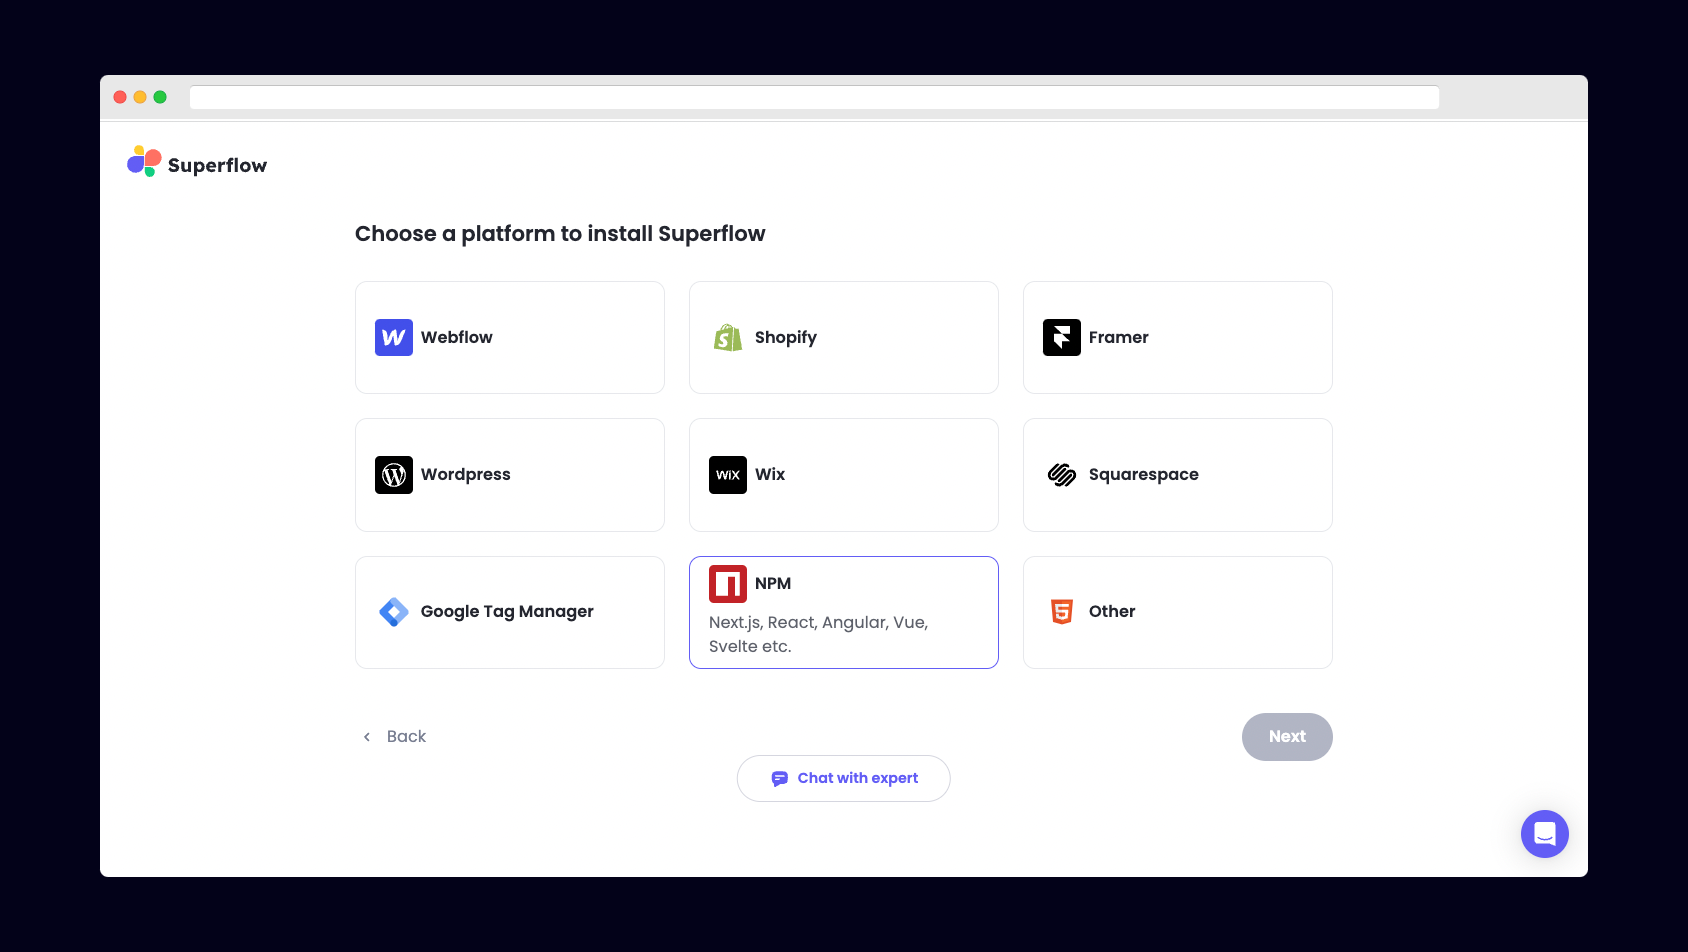 Superflow
Choose a platform to install Superflow
Webflow
Shopify
Framer
Wordpress
WiX
Wix
Squarespace
Google Tag Manager
NPM
Next.js, React, Angular, Vue,
Svelte etc.
Other
Back
Next
Chat with expert